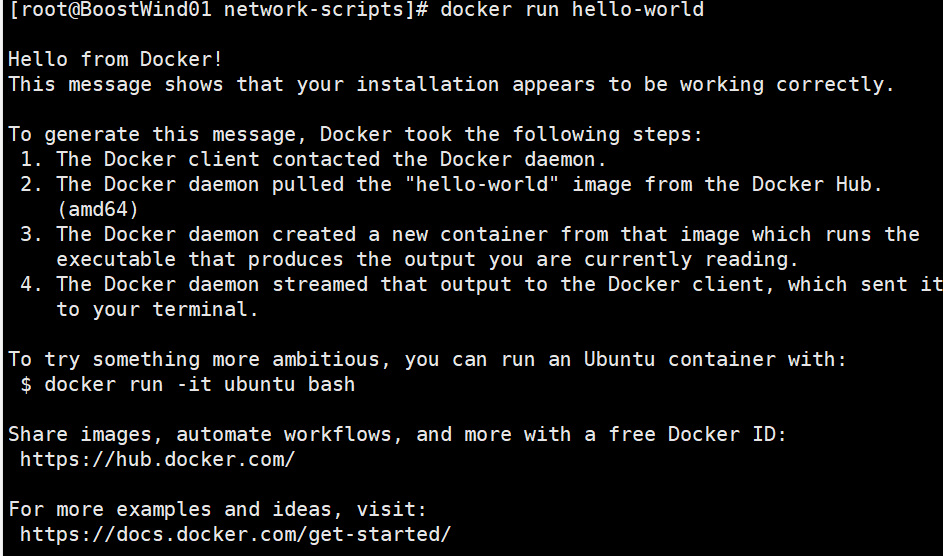 [root@BoostWind01 network-scripts]# docker run hello-world
Hello from Docker!
This message shows that your installation appears to be working correctly.
To generate this message, Docker took the following steps:
1. The Docker client contacted the Docker daemon.
2. The Docker daemon pulled the "hello-world" image from the Docker Hub.
(amd64)
3. The Docker daemon created a new container from that image which runs the
executable that produces the output you are currently reading.
4. The Docker daemon streamed that output to the Docker client, which sent it
to your terminal.
To try something more ambitious, you can run an Ubuntu container with:
$ docker run -it ubuntu bash
Share images, automate workflows, and more with a free Docker ID:
https://hub.docker.com/
For more examples and ideas, visit:
https://docs.docker.com/get-started/